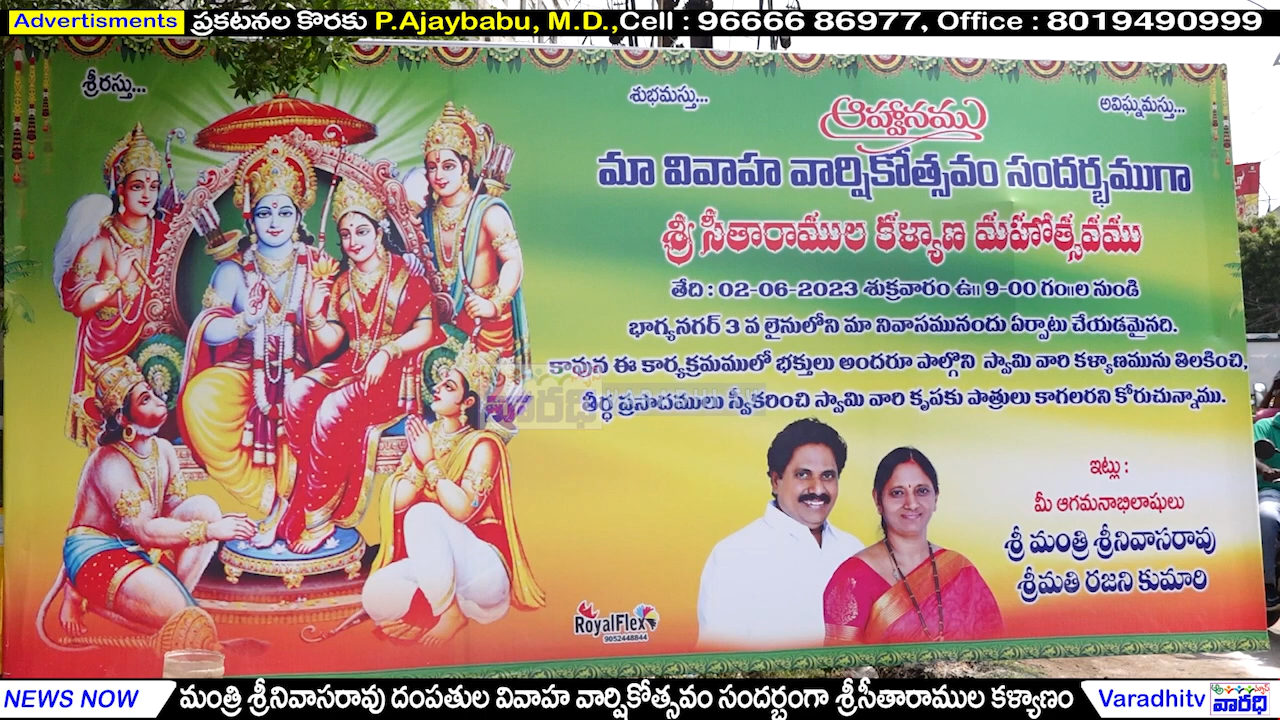 Advertisments ప్రకటనల కొరకు P.Ajaybabu, M.D.,Cell : 96666 86977, Office : 8019490999
శ్రీరస్తు...
శుభమస్తు...
అవిఘ్నమస్తు...
ఆహ్వానము
మా వివాహ వార్షికోత్సవం సందర్భముగా
శ్రీ సీతారాముల కళ్యాణ మహోత్సవము
తేది : 02-06-2023 శుక్రవారం ఉ॥ 9-00 గం॥ల నుండి
భాగ్యనగర్ 3 వ లైనులోని మా నివాసమునందు ఏర్పాటు చేయడమైనది.
కావున ఈ కార్యక్రమములో భక్తులు అందరూ పాల్గొని స్వామి వారి కళ్యాణమును తిలకించి,
తీర్ధ ప్రసాదములు స్వీకరించి స్వామి వారి కృపకు పాత్రులు కాగలరని కోరుచున్నాము.
వారధి
ఇట్లు :
మీ ఆగమనాభిలాషులు
శ్రీ మంత్రి శ్రీనివాసరావు
శ్రీమతి రజని కుమారి
RoyalFlex
9052448844
NEWS NOW మంత్రి శ్రీనివాసరావు దంపతుల వివాహ వార్షికోత్సవం సందర్బంగా శ్రీసీతారాముల కళ్యాణం Varadhitv వారధి